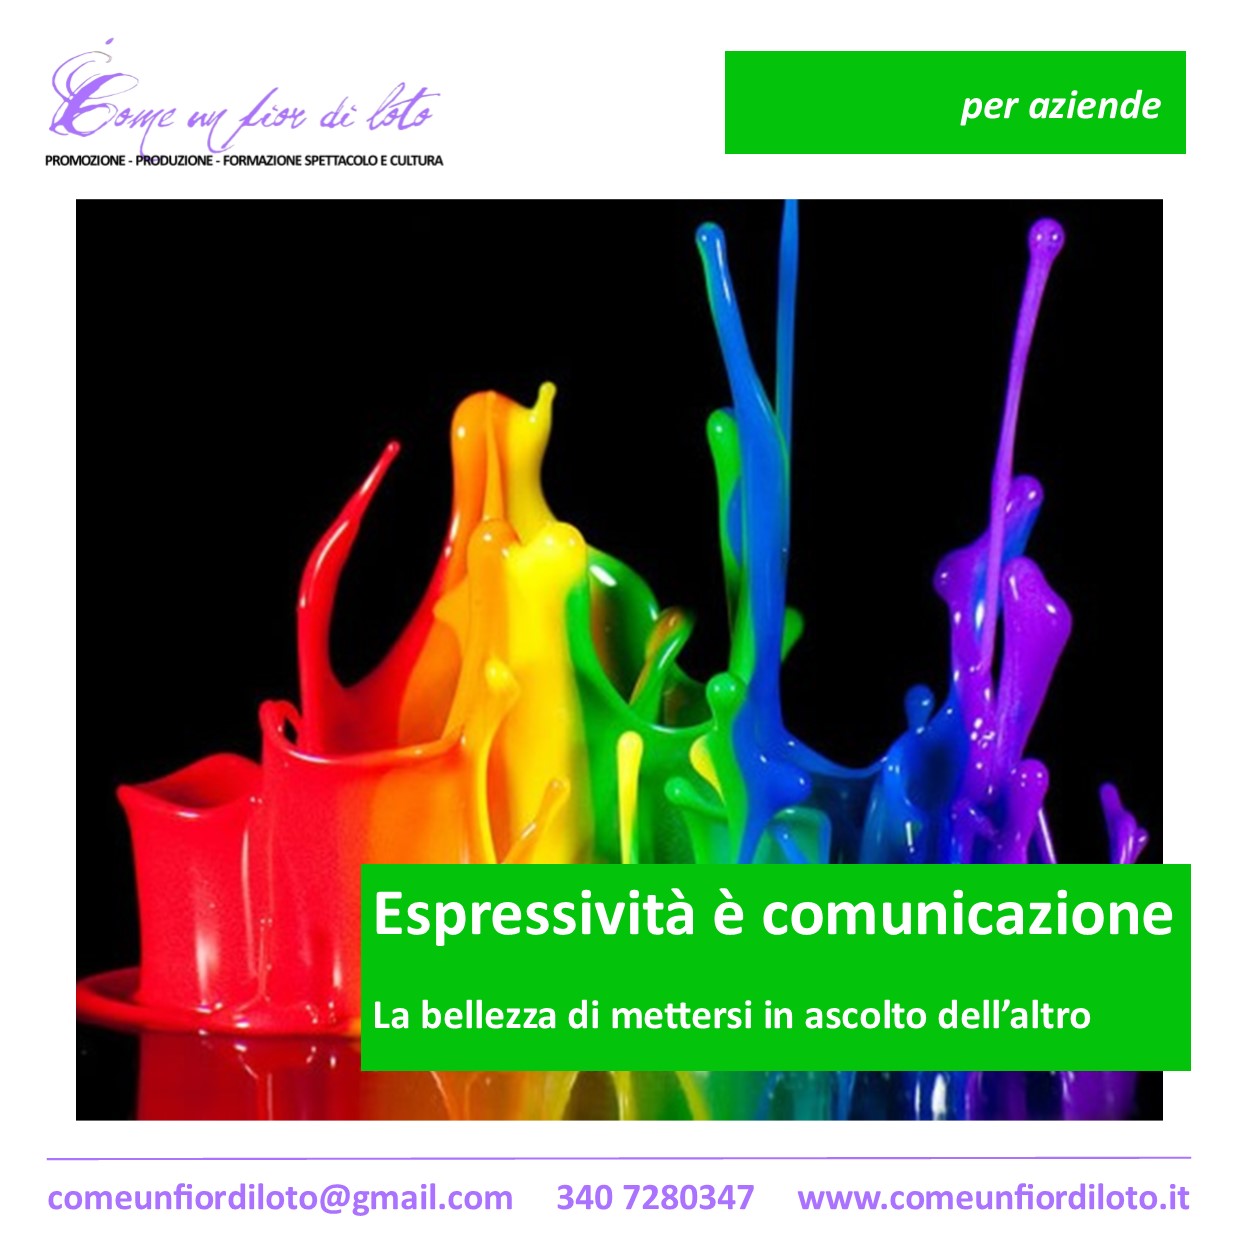 Come un fior di loto
PROMOZIONE - PRODUZIONE - FORMAZIONE SPETTACOLO E CULTURA
per aziende
Espressività è comunicazione
La bellezza di mettersi in ascolto dell’altro
comeunfiordiloto@gmail.com 340 7280347 www.comeunfiordiloto.it